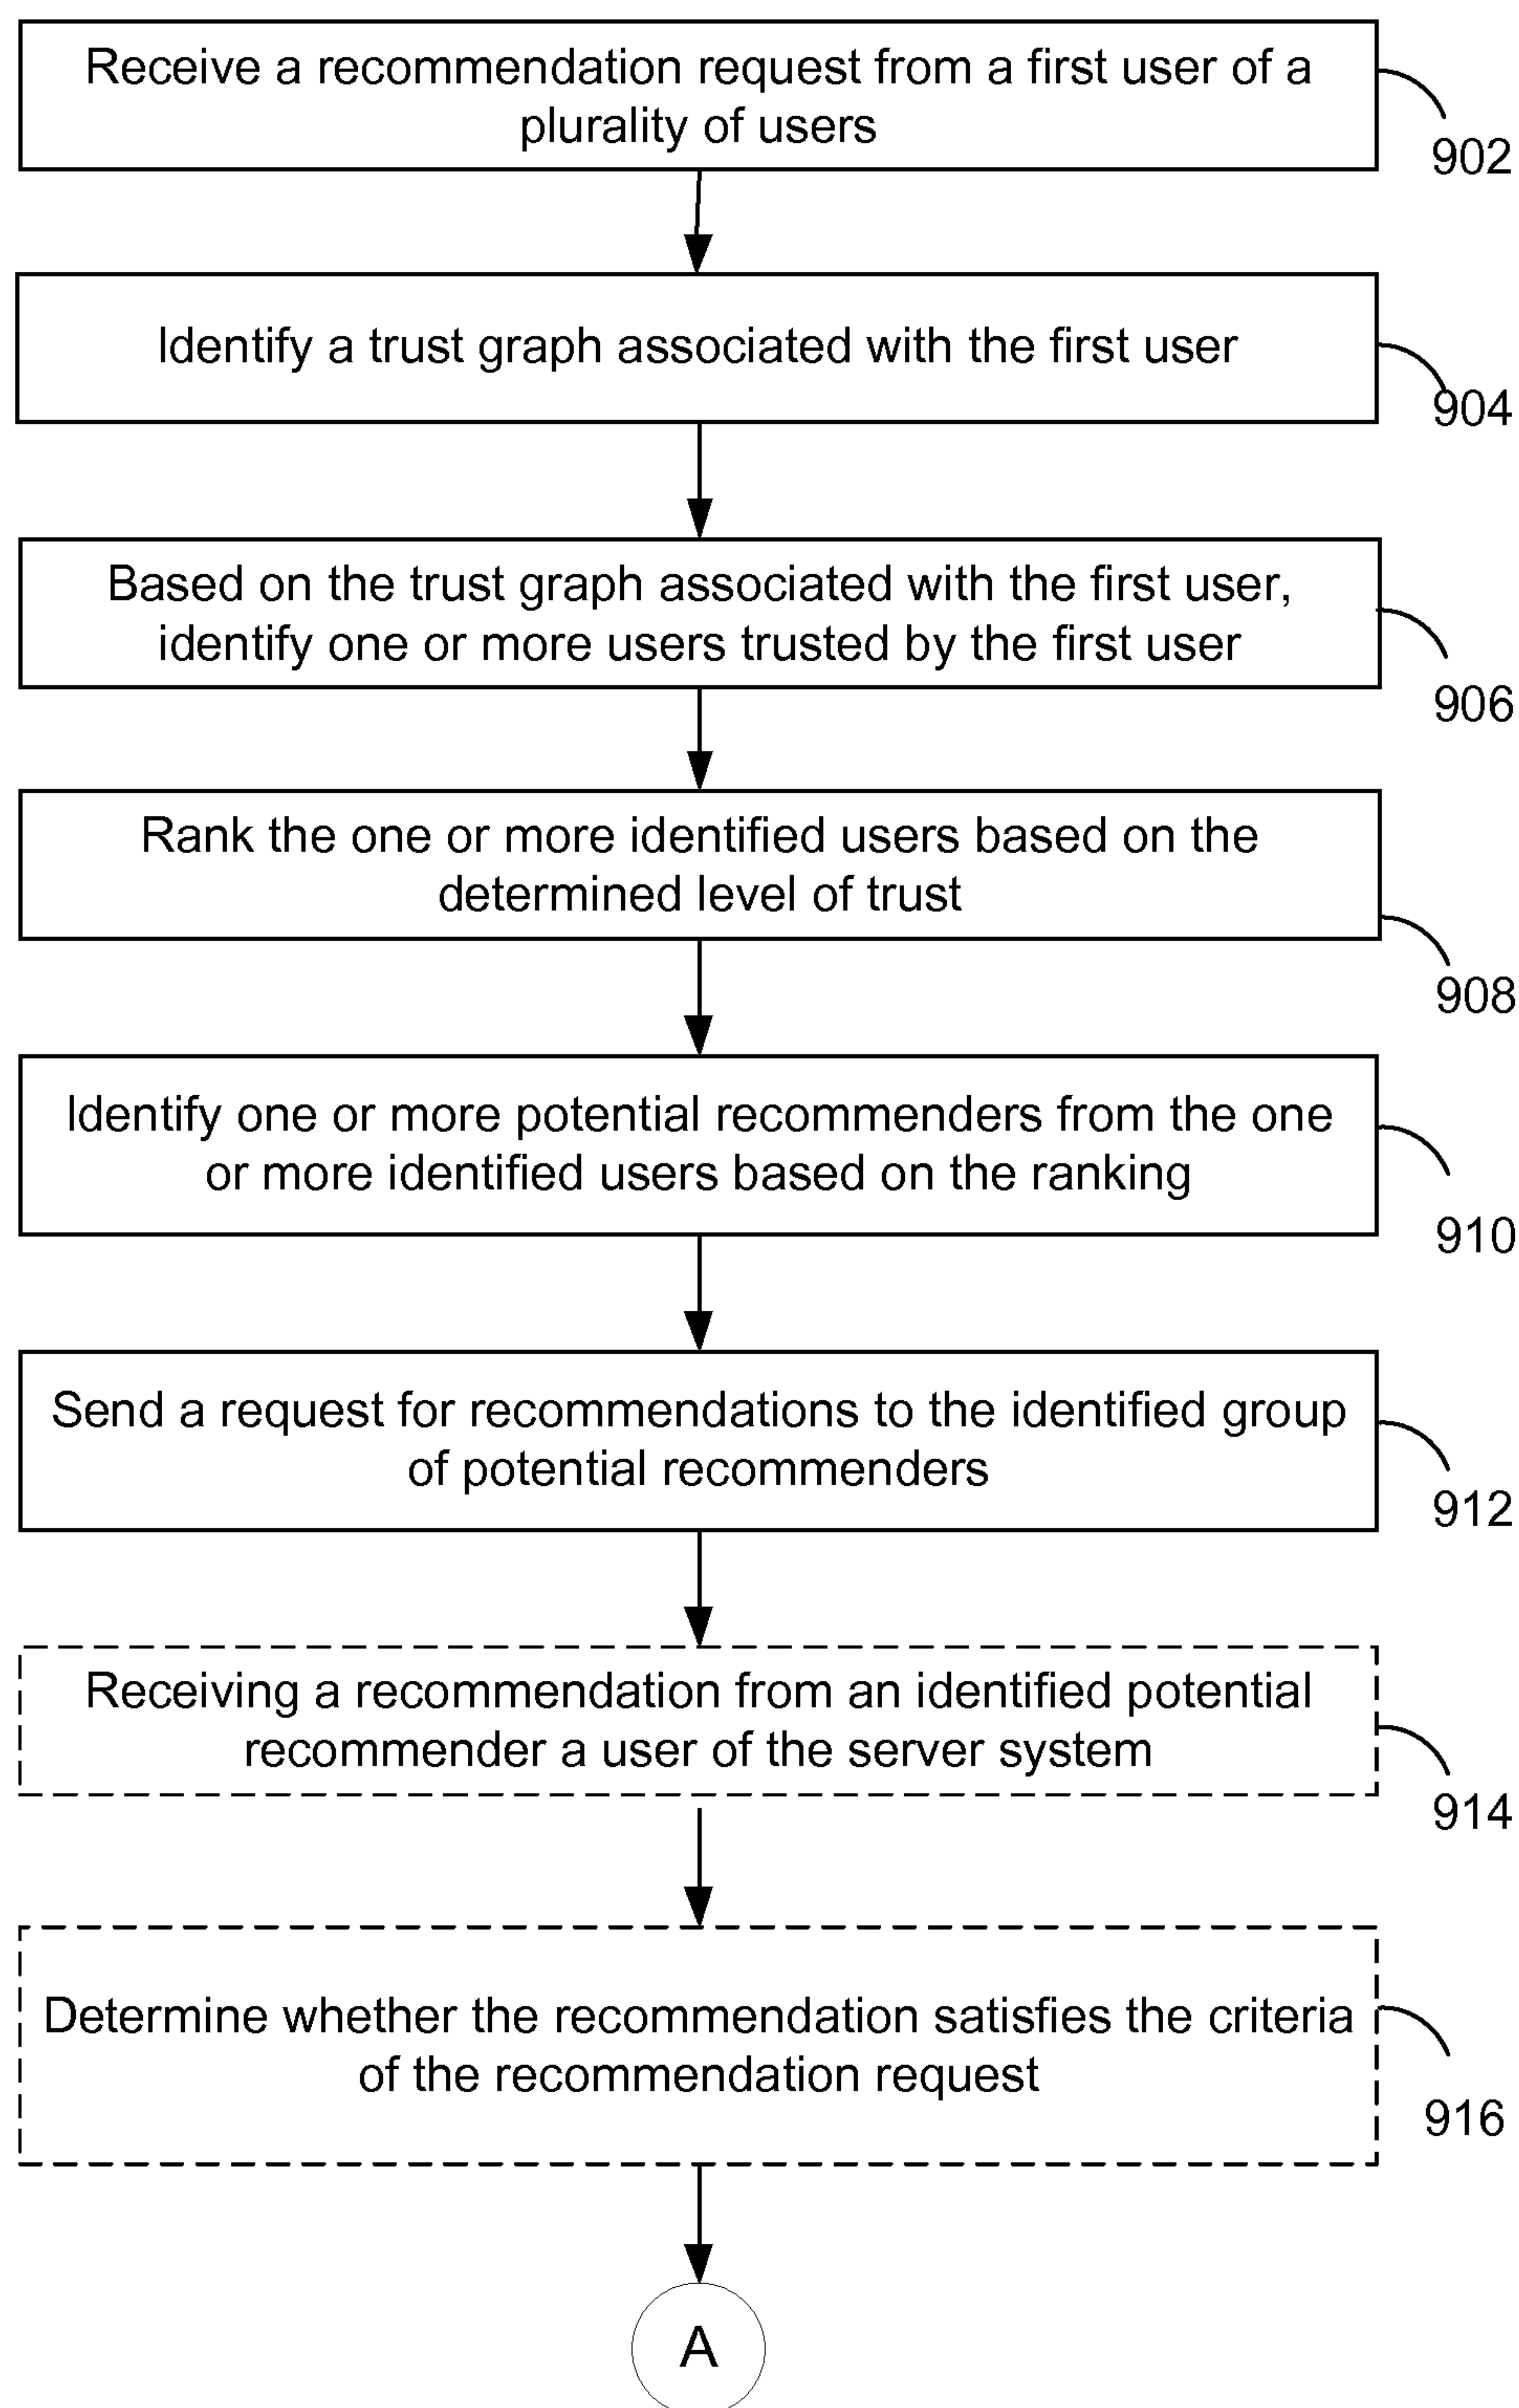 Receive a recommendation request from a first user of a
plurality of users
902
Identify a trust graph associated with the first user
904
Based on the trust graph associated with the first user,
identify one or more users trusted by the first user
906
Rank the one or more identified users based on the
determined level of trust
908
Identify one or more potential recommenders from the one
or more identified users based on the ranking
910
Send a request for recommendations to the identified group
of potential recommenders
912
Receiving a recommendation from an identified potential
recommender a user of the server system
914
Determine whether the recommendation satisfies the criteria
of the recommendation request
916
A